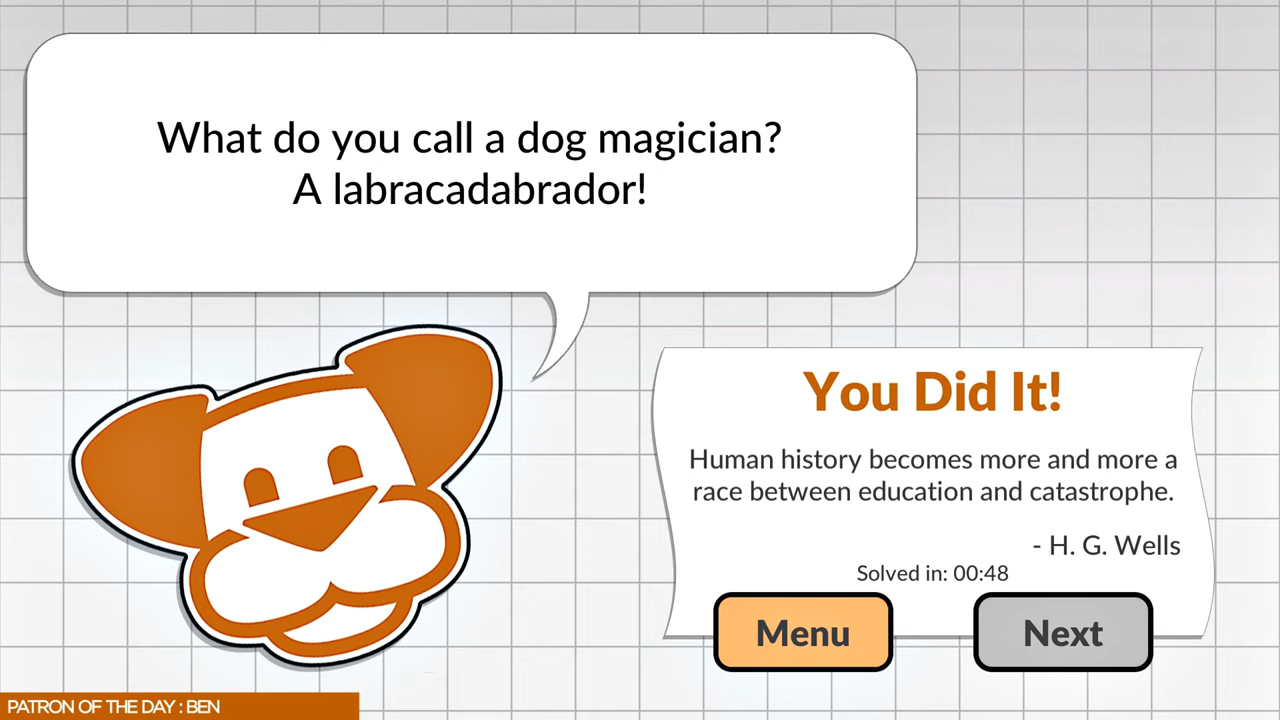 What do you call a dog magician?
A labracadabrador!
You Did It!
Human history becomes more and more a
race between education and catastrophe.
- H. G. Wells
Solved in: 00:48
Menu
Next
PATRON OF THE DAY : BEN